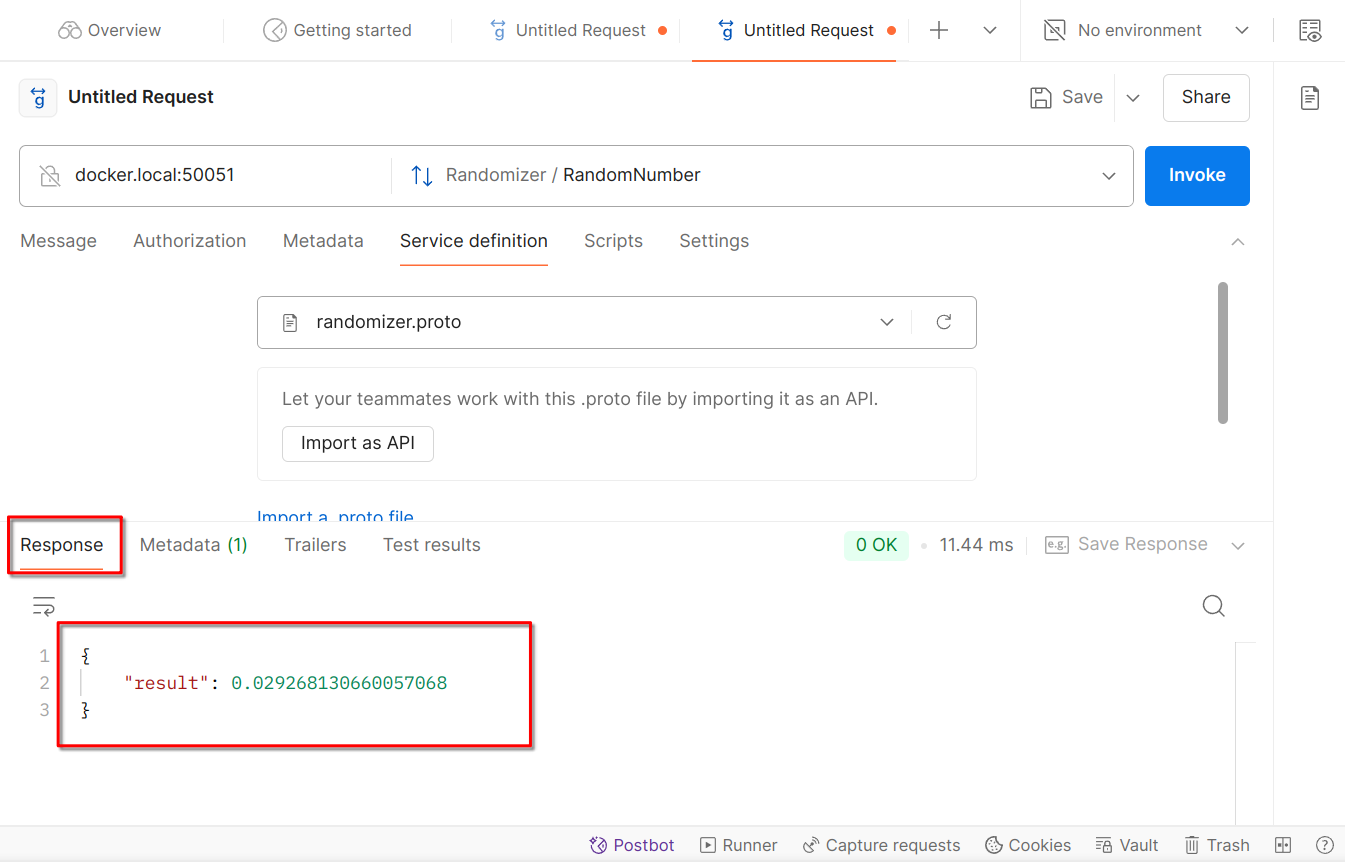 Overview Getting started Untitled Request Untitled Request No environment
Untitled Request Save Share
docker.local:50051 Randomizer / RandomNumber Invoke
Message Authorization Metadata Service definition Scripts Settings
randomizer.proto
Let your teammates work with this .proto file by importing it as an API.
Import as API
Import a .proto file
Response Metadata (1) Trailers Test results 0 OK 11.44 ms e.g. Save Response
1 {
2 "result": 0.029268130660057068
3 }
Postbot Runner Capture requests Cookies Vault Trash